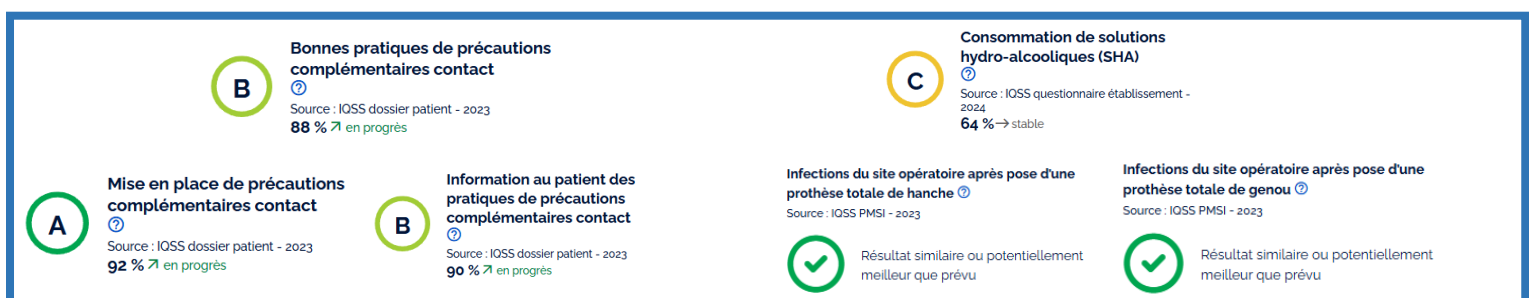 B
Bonnes pratiques de précautions
complémentaires contact
?
Source : IQSS dossier patient - 2023
88 % ↗ en progrès
C
Consommation de solutions
hydro-alcooliques (SHA)
?
Source : IQSS questionnaire établissement -
2024
64 % → stable
A
Mise en place de précautions
complémentaires contact
?
Source : IQSS dossier patient - 2023
92 % ↗ en progrès
B
Information au patient des
pratiques de précautions
complémentaires contact
?
Source : IQSS dossier patient - 2023
90 % ↗ en progrès
Infections du site opératoire après pose d'une
prothèse totale de hanche ?
Source : IQSS PMSI - 2023
Résultat similaire ou potentiellement
meilleur que prévu
Infections du site opératoire après pose d'une
prothèse totale de genou ?
Source : IQSS PMSI - 2023
Résultat similaire ou potentiellement
meilleur que prévu